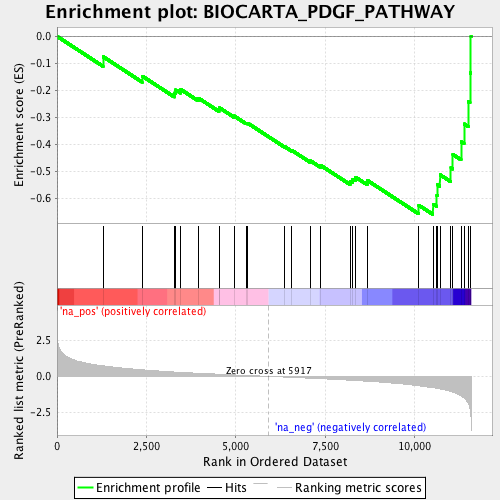 Enrichment plot: BIOCARTA_PDGF_PATHWAY
Enrichment score (ES)
0.0
-0.1
-0.2
-0.3
-0.4
-0.5
-0.6
'na_pos' (positively correlated)
Ranked list metric (PreRanked)
2.5
0.0
-2.5
Zero cross at 5917
'na_neg' (negatively correlated)
0
2,500
5,000
7,500
10,000
Rank in Ordered Dataset
Enrichment profile
Hits
Ranking metric scores